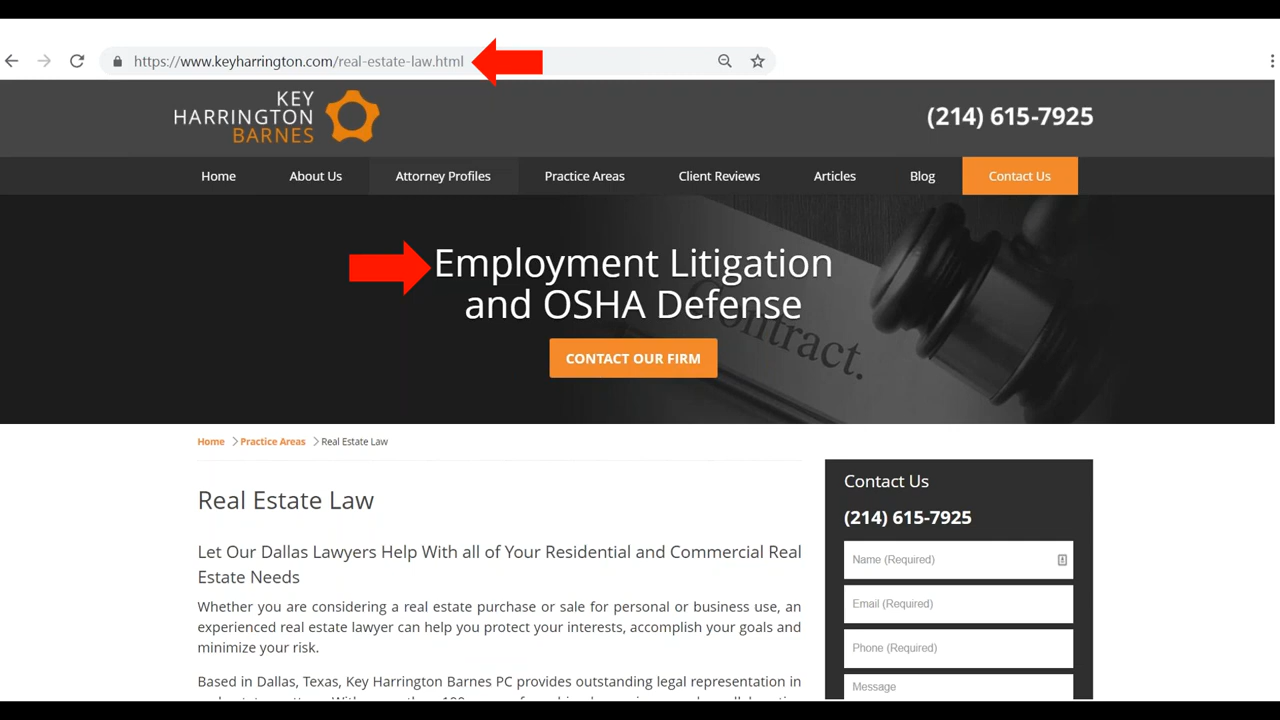 https://www.keyharrington.com/real-estate-law.html
KEY
HARRINGTON
BARNES
(214) 615-7925
Home About Us Attorney Profiles Practice Areas Client Reviews Articles Blog Contact Us
Employment Litigation
and OSHA Defense
Contract.
CONTACT OUR FIRM
Home Practice Areas Real Estate Law
Real Estate Law
Let Our Dallas Lawyers Help With all of Your Residential and Commercial Real
Estate Needs
Whether you are considering a real estate purchase or sale for personal or business use, an
experienced real estate lawyer can help you protect your interests, accomplish your goals and
minimize your risk.
Based in Dallas, Texas, Key Harrington Barnes PC provides outstanding legal representation in
Contact Us
(214) 615-7925
Name (Required)
Email (Required)
Phone (Required)
Message